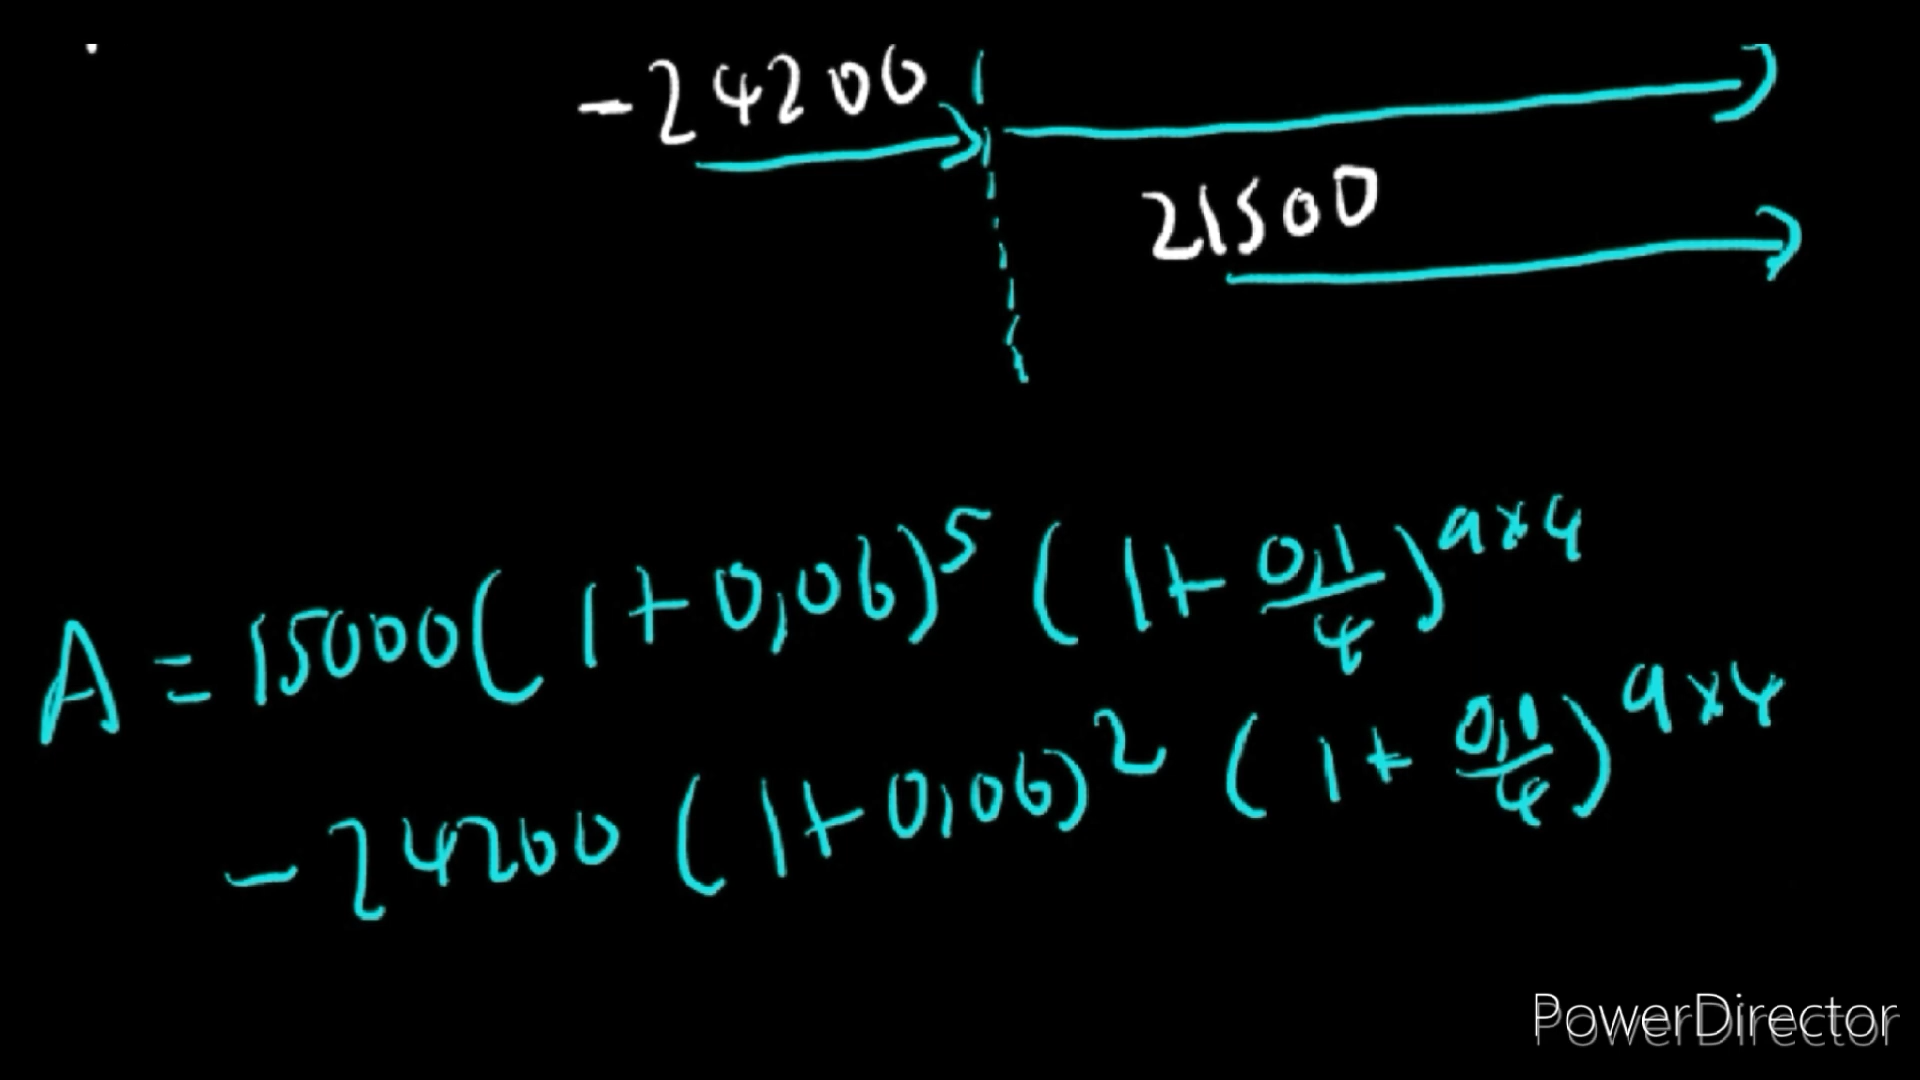 -24200
21500
A = 15000(1+0,06)^5 (1+0,1/4)^9x4
-24200 (1+0,06)^2 (1+0,1/4)^9x4
PowerDirector